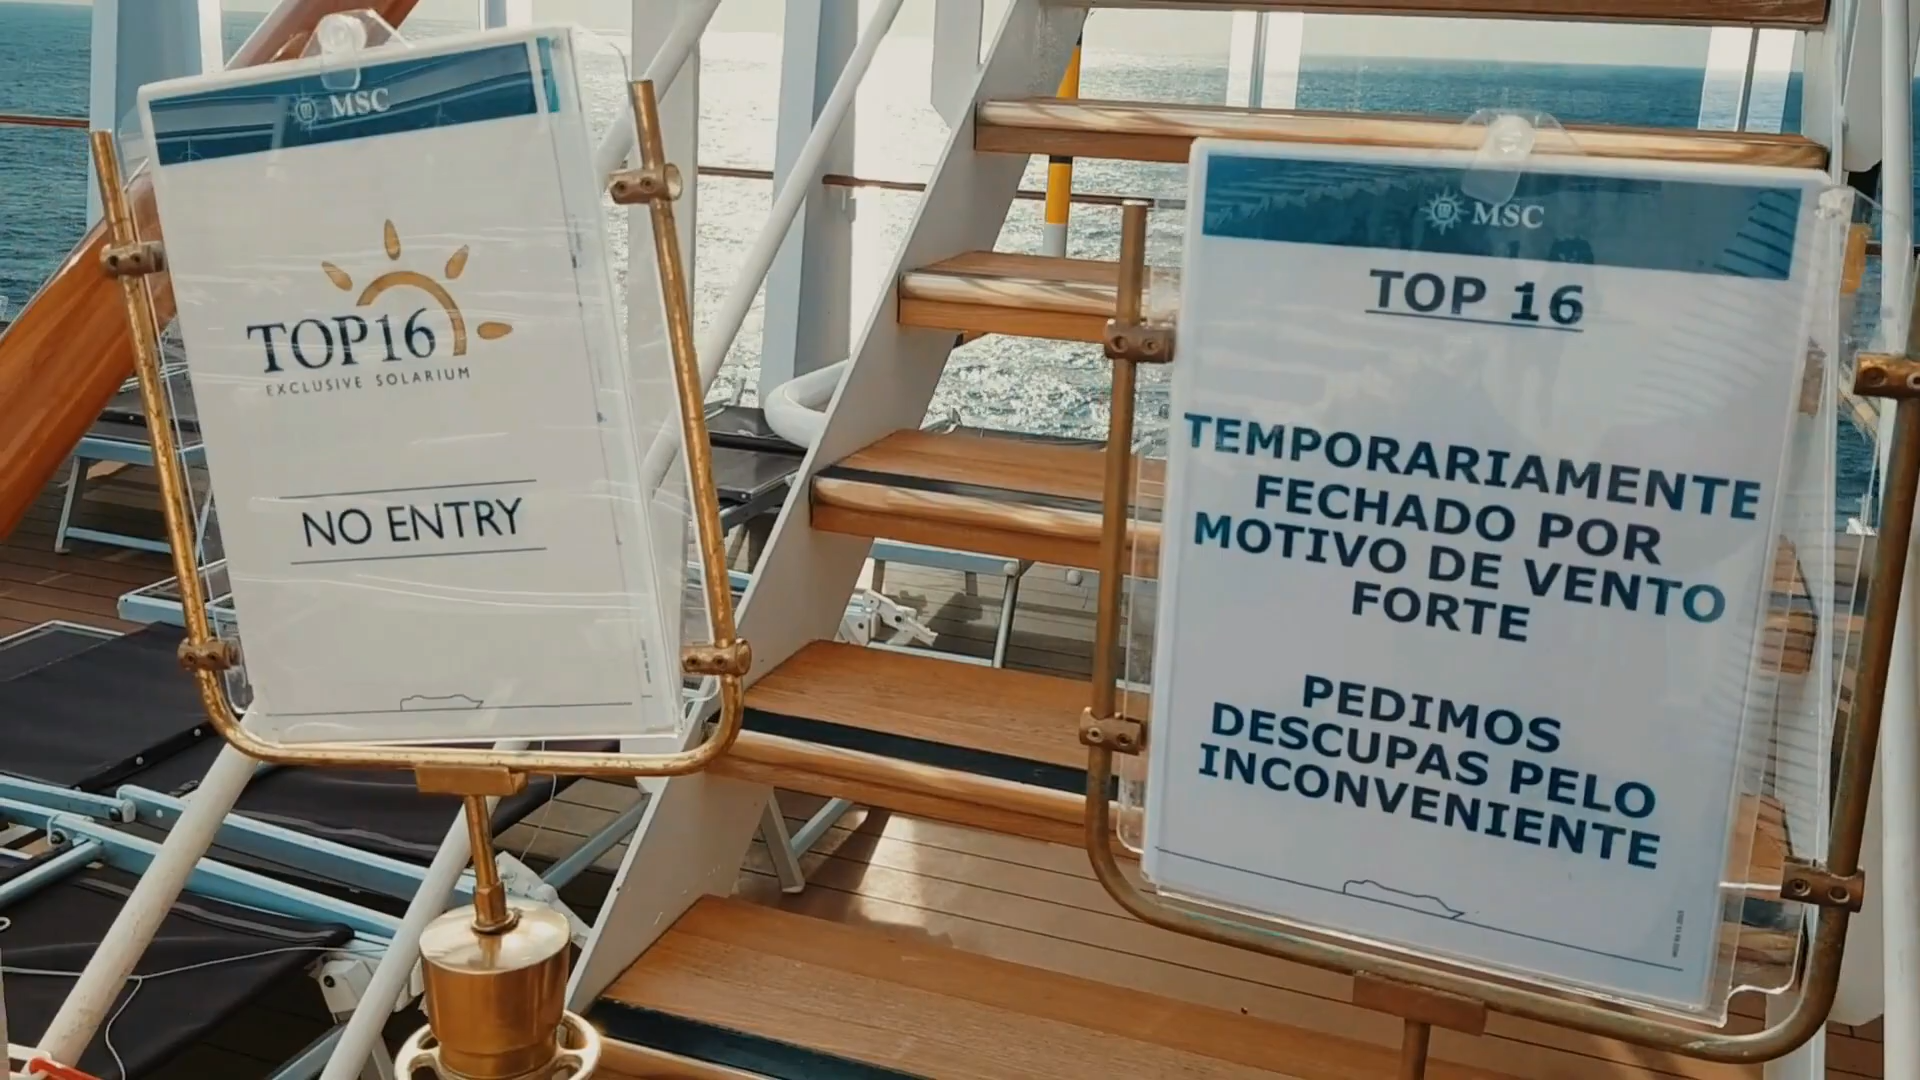 MSC
TOP16
EXCLUSIVE SOLARIUM
NO ENTRY
MSC
TOP 16
TEMPORARIAMENTE
FECHADO POR
MOTIVO DE VENTO
FORTE
PEDIMOS
DESCUPAS PELO
INCONVENIENTE